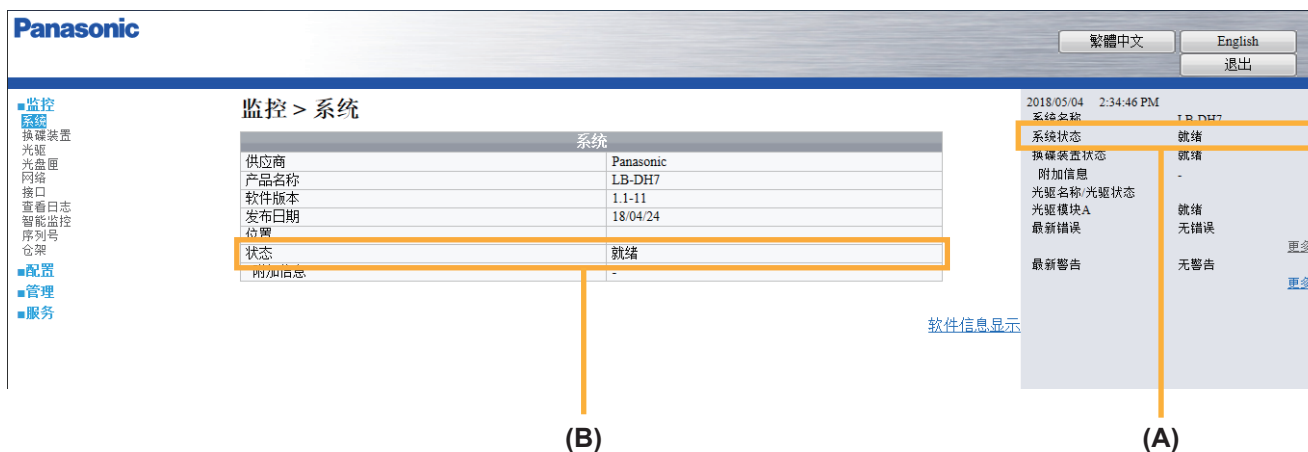 Panasonic
繁體中文 English
退出
■监控
系统
换碟装置
光驱
光盘匣
网络
接口
查看日志
智能监控
序列号
仓架
■配置
■管理
■服务
监控 > 系统
系统
供应商 Panasonic
产品名称 LB-DH7
软件版本 1.1-11
发布日期 18/04/24
位置
状态 就绪
附加信息 -
软件信息显示
2018/05/04 2:34:46 PM
系统名称 LB-DH7
系统状态 就绪
换碟装置状态 就绪
附加信息 -
光驱名称/光驱状态
光驱模块A 就绪
最新错误 无错误
更多
最新警告 无警告
更多
(B) (A)